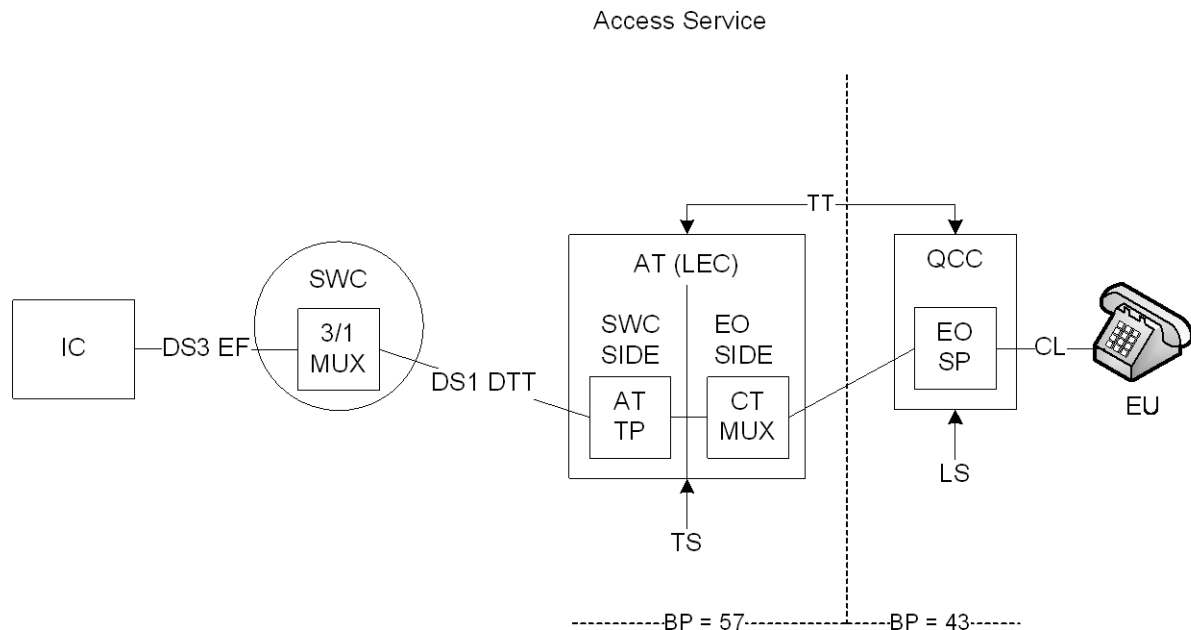 Access Service
TT
AT (LEC)
QCC
SWC
SWC
SIDE
EO
SIDE
3/1
MUX
EO
SP
IC
DS3 EF
CL
DS1 DTT
AT
TP
CT
MUX
EU
LS
TS
BP = 57
BP = 43